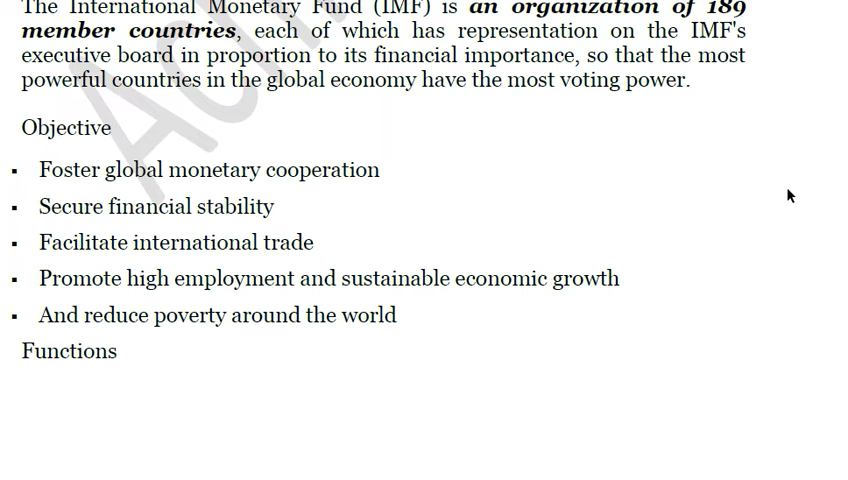 The International Monetary Fund (IMF) is an organization of 189
member countries, each of which has representation on the IMF's
executive board in proportion to its financial importance, so that the most
powerful countries in the global economy have the most voting power.
Objective
▪ Foster global monetary cooperation
▪ Secure financial stability
▪ Facilitate international trade
▪ Promote high employment and sustainable economic growth
▪ And reduce poverty around the world
Functions